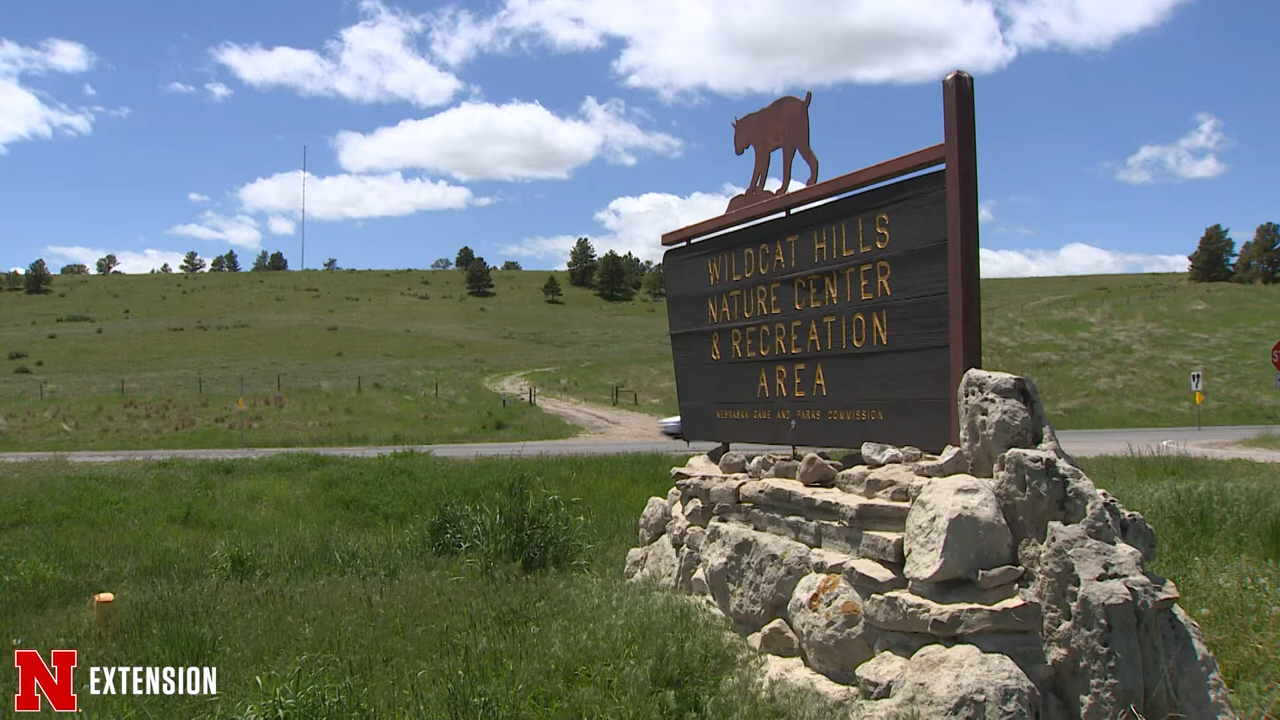 WILDCAT HILLS
NATURE CENTER
& RECREATION
AREA
NEBRASKA GAME AND PARKS COMMISSION
N EXTENSION